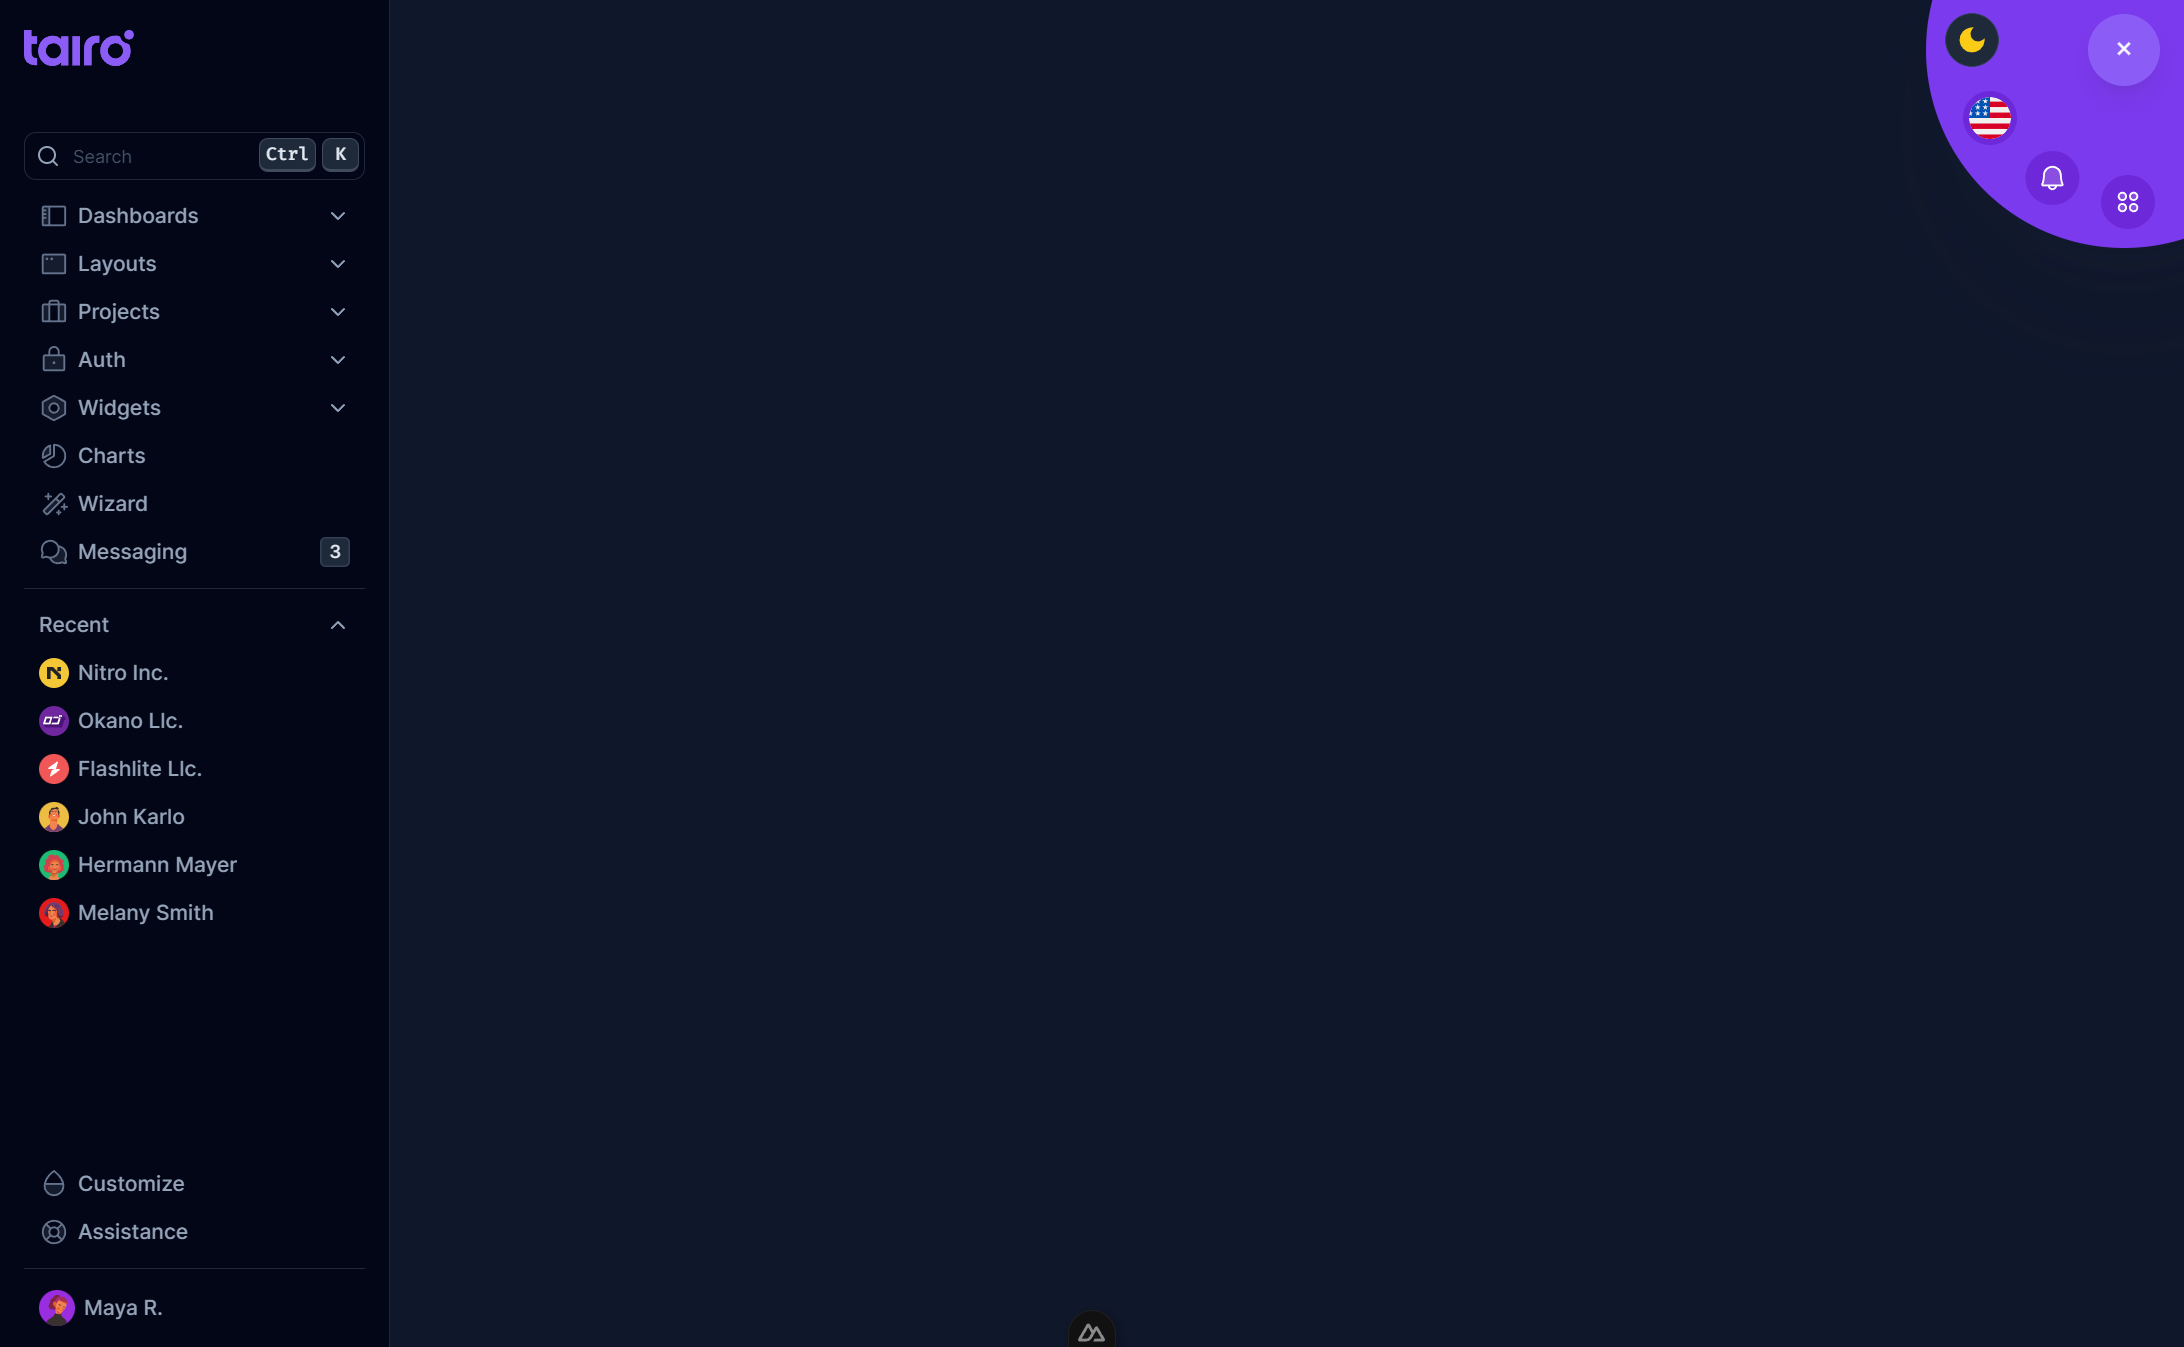 tairo
Search Ctrl K
Dashboards
Layouts
Projects
Auth
Widgets
Charts
Wizard
Messaging 3
Recent
Nitro Inc.
Okano Llc.
Flashlite Llc.
John Karlo
Hermann Mayer
Melany Smith
Customize
Assistance
Maya R.